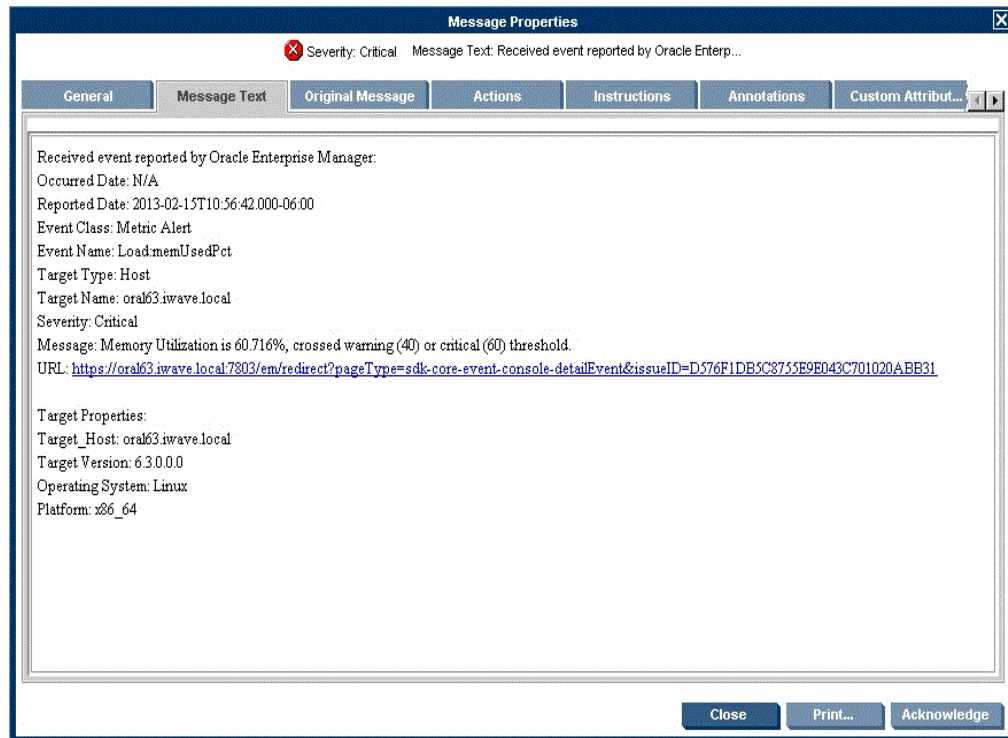 Message Properties
Severity: Critical Message Text: Received event reported by Oracle Enterp...
General Message Text Original Message Actions Instructions Annotations Custom Attribut...
Received event reported by Oracle Enterprise Manager:
Occurred Date: N/A
Reported Date: 2013-02-15T10:56:42.000-06:00
Event Class: Metric Alert
Event Name: Load:memUsedPct
Target Type: Host
Target Name: oral63.iwave.local
Severity: Critical
Message: Memory Utilization is 60.716%, crossed warning (40) or critical (60) threshold.
URL: https://oral63.iwave.local:7803/em/redirect?pageType=sdk-core-event-console-detailEvent&issueID=D576F1DB5C8755E9E043C701020ABB31
Target Properties:
Target_Host: oral63.iwave.local
Target Version: 6.3.0.0.0
Operating System: Linux
Platform: x86_64
Close Print... Acknowledge